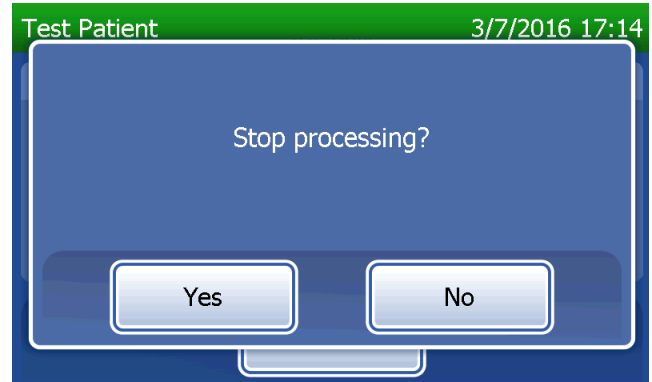 Test Patient 3/7/2016 17:14
Stop processing?
Yes No